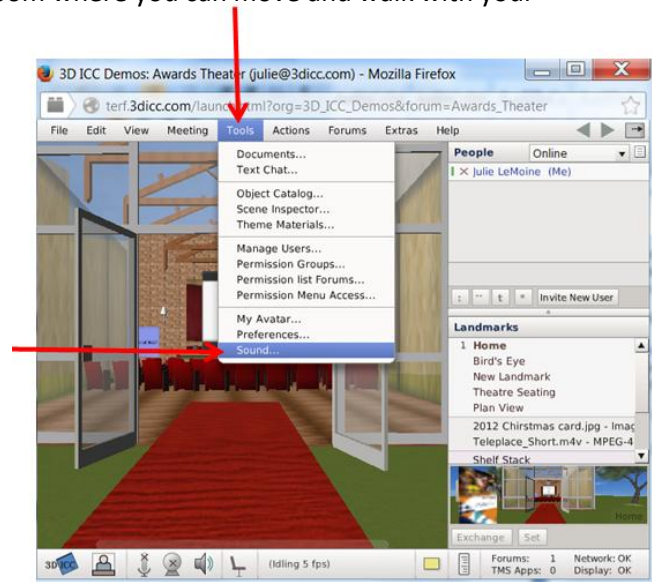 where you can move and walk with your
3D ICC Demos: Awards Theater (julie@3dicc.com) - Mozilla Firefox
terf.3dicc.com/laun tml?org=3D_ICC_Demos&forum=Awards_Theater
File Edit View Meeting Tools Actions Forums Extras Help
Documents...
Text Chat...
Object Catalog...
Scene Inspector...
Theme Materials...
Manage Users...
Permission Groups...
Permission list Forums...
Permission Menu Access...
My Avatar...
Preferences...
Sound...
People Online
Julie LeMoine (Me)
: " t * Invite New User
Landmarks
1 Home
Bird's Eye
New Landmark
Theatre Seating
Plan View
2012 Chirstmas card.jpg - Imag
Teleplace_Short.m4v - MPEG-4
Shelf Stack
Home
Exchange Set
3D ICC (Idling 5 fps) Forums: 1 Network: OK
TMS Apps: 0 Display: OK